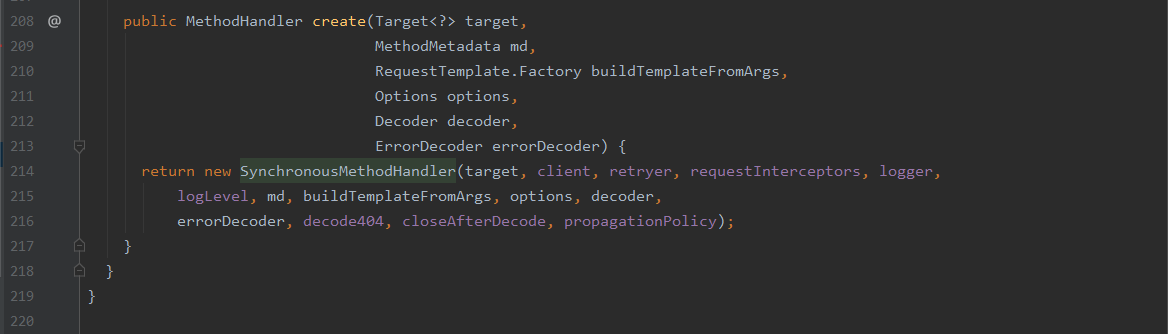 208 @ public MethodHandler create(Target<?> target,
209 MethodMetadata md,
210 RequestTemplate.Factory buildTemplateFromArgs,
211 Options options,
212 Decoder decoder,
213 ErrorDecoder errorDecoder) {
214 return new SynchronousMethodHandler(target, client, retryer, requestInterceptors, logger,
215 logLevel, md, buildTemplateFromArgs, options, decoder,
216 errorDecoder, decode404, closeAfterDecode, propagationPolicy);
217 }
218 }
219 }
220